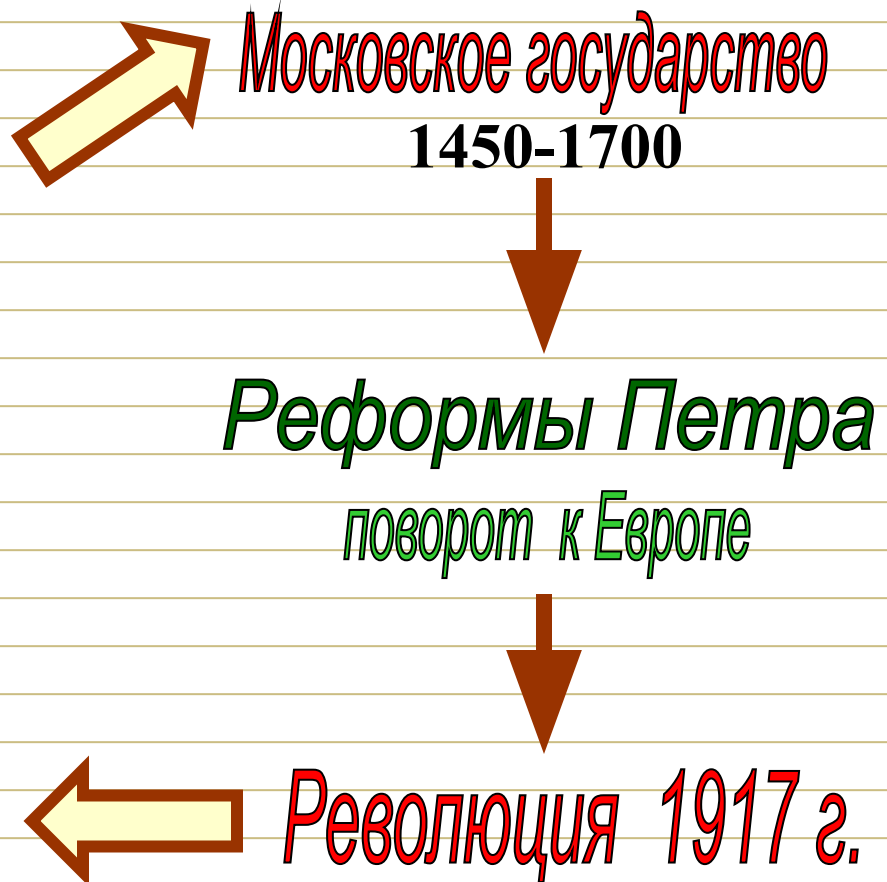 Московское государство
1450-1700
Реформы Петра
поворот к Европе
Революция 1917 г.